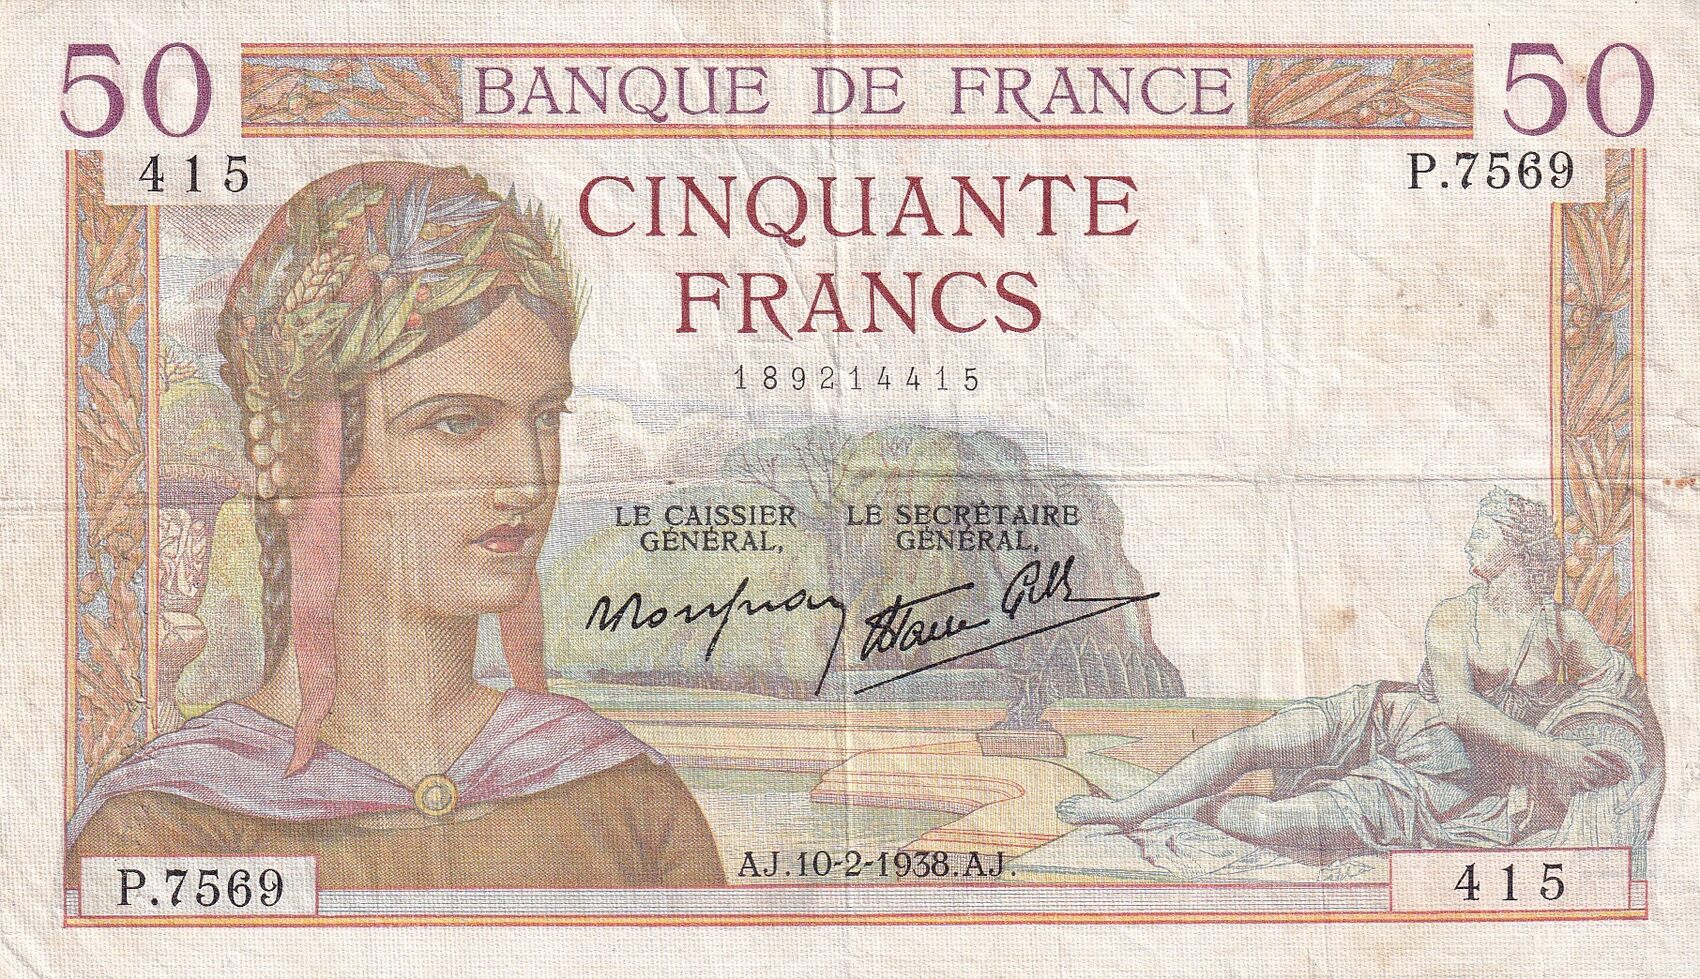 50 BANQUE DE FRANCE 50
415 P.7569
CINQUANTE
FRANCS
189214415
LE CAISSIER
GÉNÉRAL,
LE SECRÉTAIRE
GÉNÉRAL,
AJ.10-2-1938.AJ.
P.7569 415